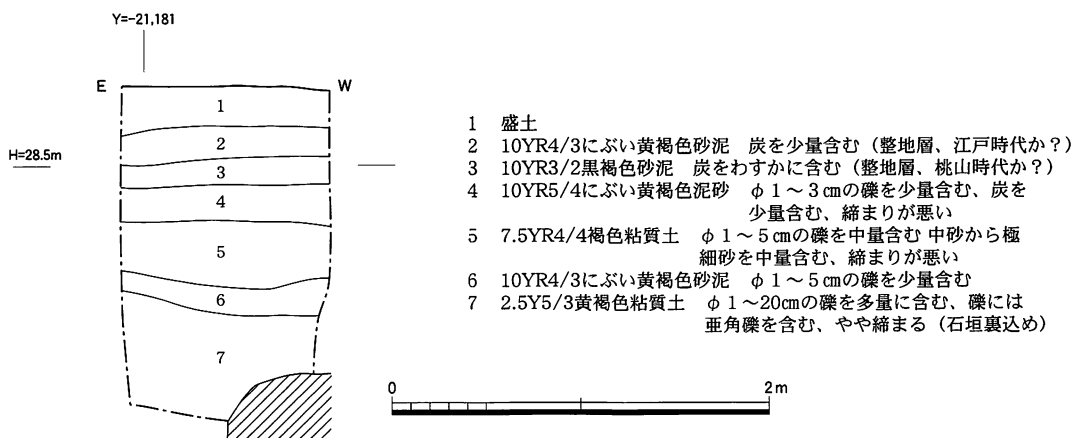 Y=-21,181
E
W
1
2
H=28.5m
3
4
5
6
7
1 盛土
2 10YR4/3にぶい黄褐色砂泥 炭を少量含む（整地層、江戸時代か？）
3 10YR3/2黒褐色砂泥 炭をわずかに含む（整地層、桃山時代か？）
4 10YR5/4にぶい黄褐色泥砂 φ1～3㎝の礫を少量含む、炭を
少量含む、締まりが悪い
5 7.5YR4/4褐色粘質土 φ1～5㎝の礫を中量含む 中砂から極
細砂を中量含む、締まりが悪い
6 10YR4/3にぶい黄褐色砂泥 φ1～5㎝の礫を少量含む
7 2.5Y5/3黄褐色粘質土 φ1～20㎝の礫を多量に含む、礫には
亜角礫を含む、やや締まる（石垣裏込め）
0
2m